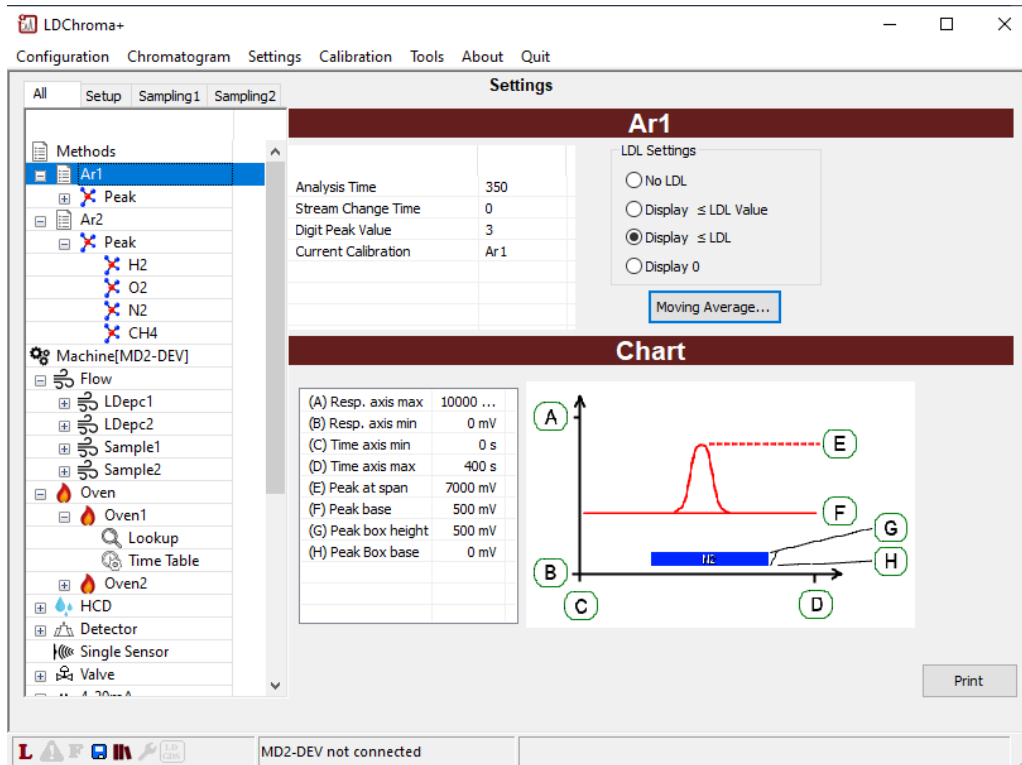 LDChroma+
Configuration Chromatogram Settings Calibration Tools About Quit
All Setup Sampling1 Sampling2
Settings
Methods
Ar1
Peak
Ar2
Peak
H2
O2
N2
CH4
Machine[MD2-DEV]
Flow
LDepc1
LDepc2
Sample1
Sample2
Oven
Oven1
Lookup
Time Table
Oven2
HCD
Detector
Single Sensor
Valve
Ar1
Analysis Time 350
Stream Change Time 0
Digit Peak Value 3
Current Calibration Ar1
LDL Settings
No LDL
Display ≤ LDL Value
Display ≤ LDL
Display 0
Moving Average...
Chart
(A) Resp. axis max 10000 ...
(B) Resp. axis min 0 mV
(C) Time axis min 0 s
(D) Time axis max 400 s
(E) Peak at span 7000 mV
(F) Peak base 500 mV
(G) Peak box height 500 mV
(H) Peak Box base 0 mV
A
E
F
G
N2
H
B
C
D
Print
L F LD GDS
MD2-DEV not connected